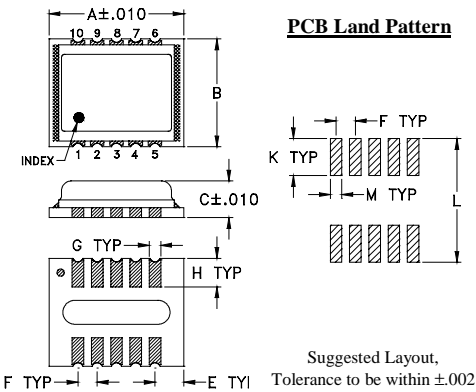 A±.010
PCB Land Pattern
10 9 8 7 6
B
INDEX
1 2 3 4 5
F TYP
K TYP
L
M TYP
C±.010
G TYP
H TYP
F TYP
E TYI
Suggested Layout,
Tolerance to be within ±.002